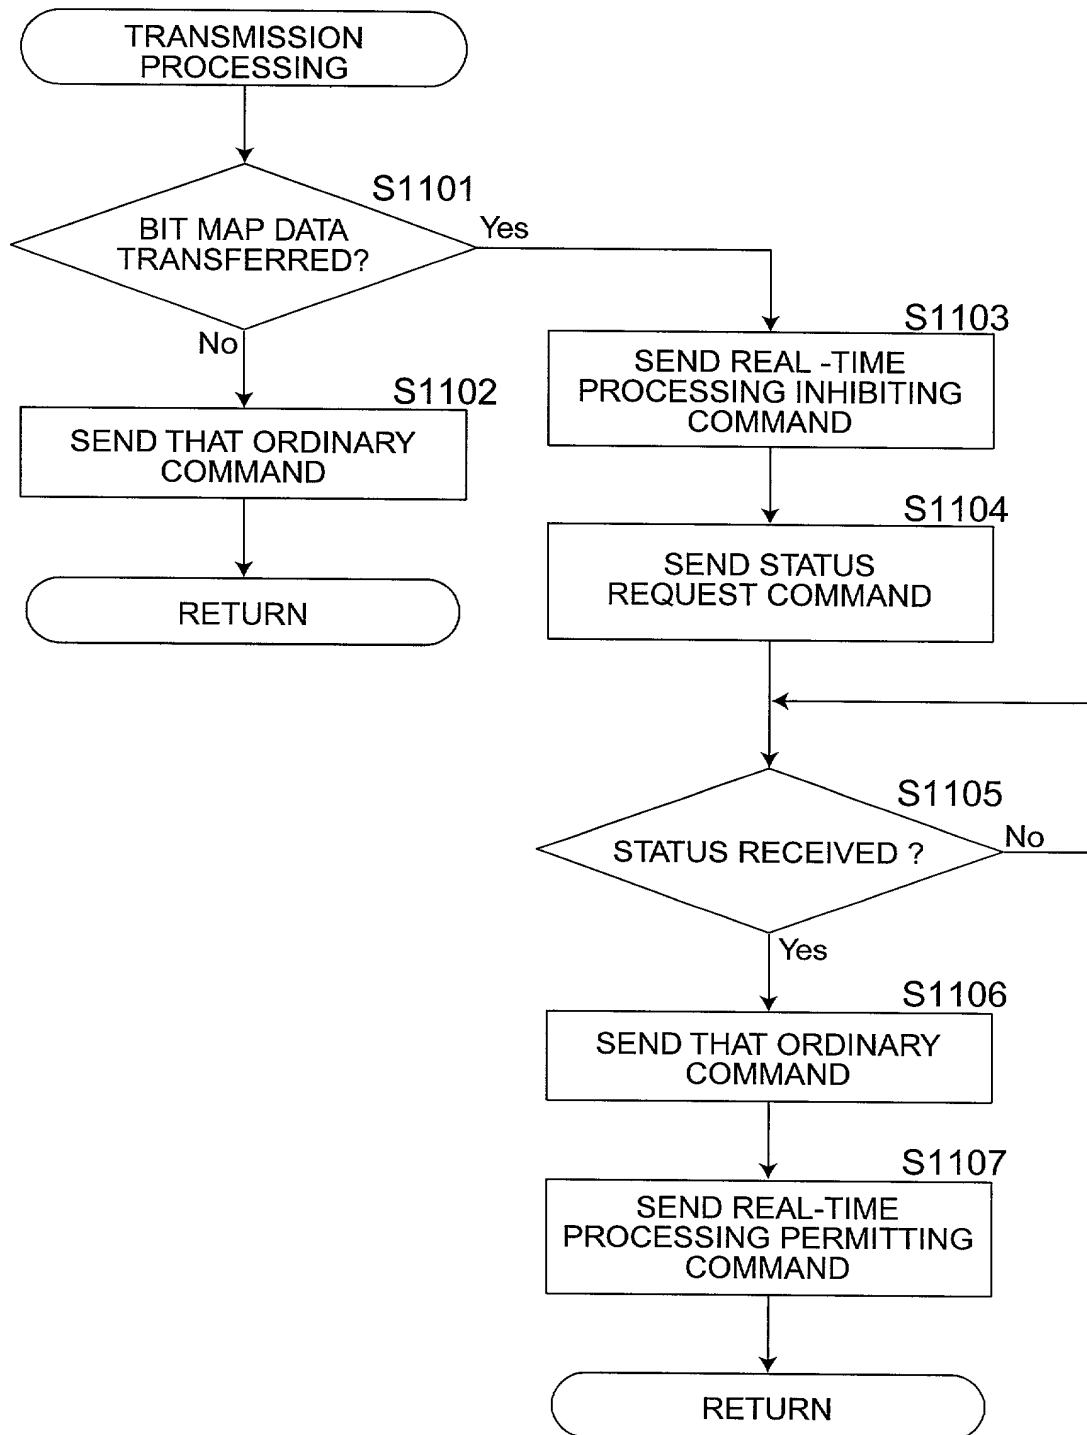 TRANSMISSION
PROCESSING
S1101
BIT MAP DATA
TRANSFERRED?
Yes
No
S1102
SEND THAT ORDINARY
COMMAND
RETURN
S1103
SEND REAL -TIME
PROCESSING INHIBITING
COMMAND
S1104
SEND STATUS
REQUEST COMMAND
S1105
STATUS RECEIVED ?
No
Yes
S1106
SEND THAT ORDINARY
COMMAND
S1107
SEND REAL-TIME
PROCESSING PERMITTING
COMMAND
RETURN